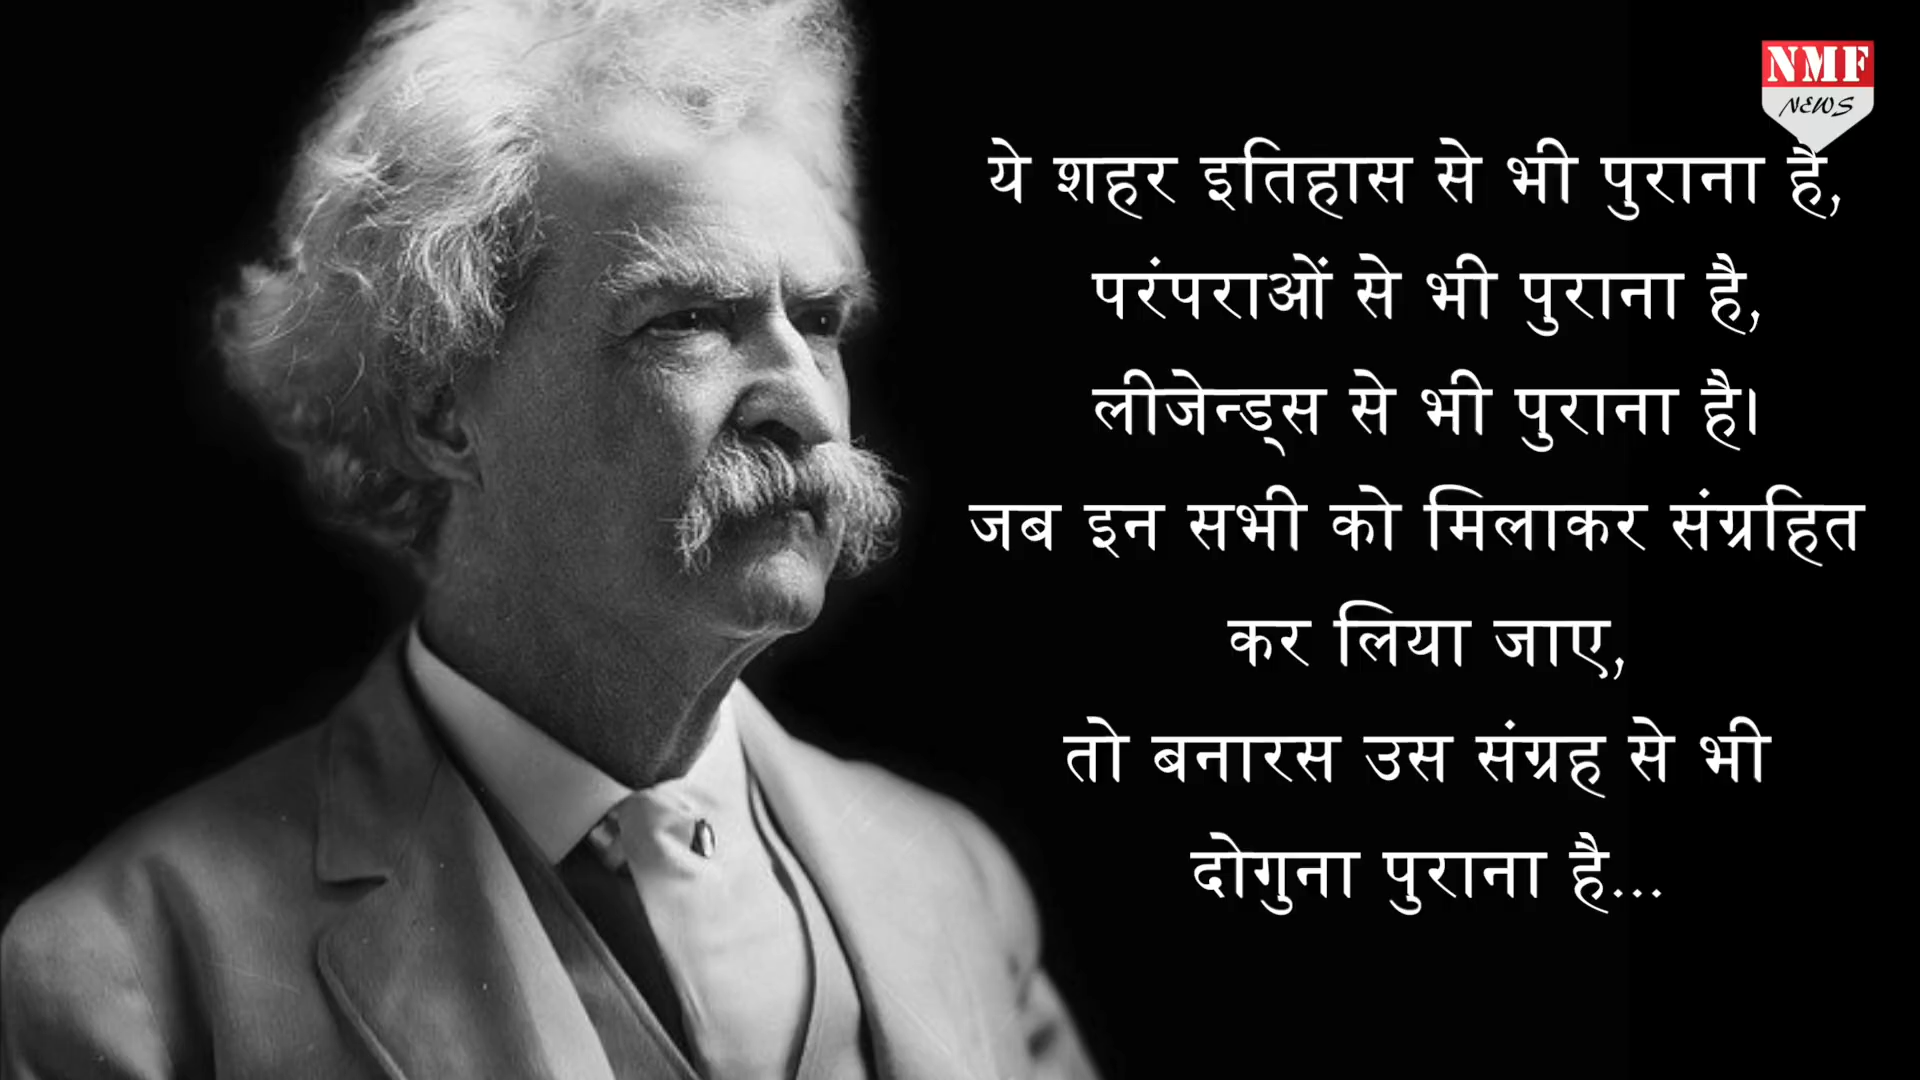 NMF
NEWS
ये शहर इतिहास से भी पुराना है,
परंपराओं से भी पुराना है,
लीजेन्ड्स से भी पुराना है।
जब इन सभी को मिलाकर संग्रहित
कर लिया जाए,
तो बनारस उस संग्रह से भी
दोगुना पुराना है...